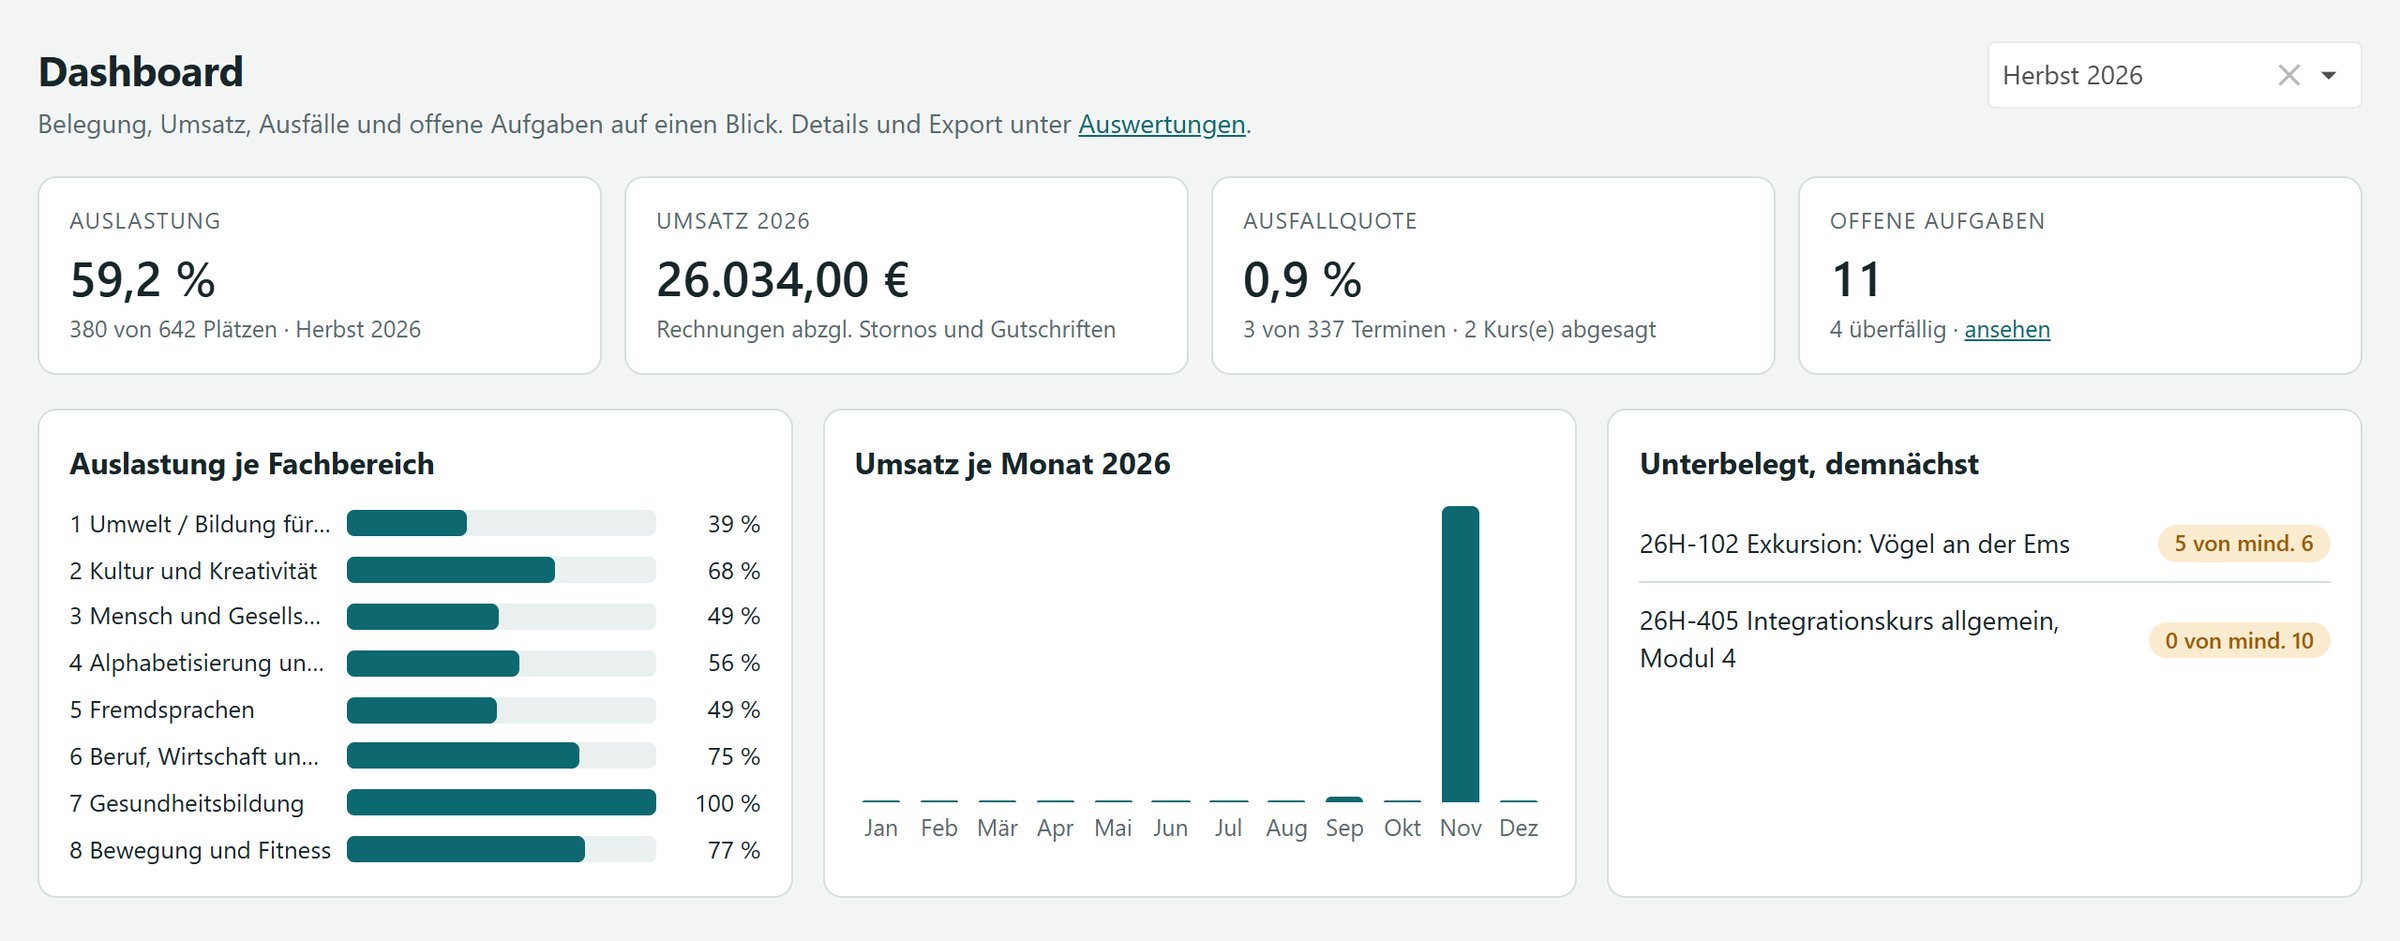 Dashboard
Herbst 2026
Belegung, Umsatz, Ausfälle und offene Aufgaben auf einen Blick. Details und Export unter Auswertungen.
AUSLASTUNG
59,2 %
380 von 642 Plätzen · Herbst 2026
UMSATZ 2026
26.034,00 €
Rechnungen abzgl. Stornos und Gutschriften
AUSFALLQUOTE
0,9 %
3 von 337 Terminen · 2 Kurs(e) abgesagt
OFFENE AUFGABEN
11
4 überfällig · ansehen
Auslastung je Fachbereich
1 Umwelt / Bildung für... 39 %
2 Kultur und Kreativität 68 %
3 Mensch und Gesells... 49 %
4 Alphabetisierung un... 56 %
5 Fremdsprachen 49 %
6 Beruf, Wirtschaft un... 75 %
7 Gesundheitsbildung 100 %
8 Bewegung und Fitness 77 %
Umsatz je Monat 2026
Jan Feb Mär Apr Mai Jun Jul Aug Sep Okt Nov Dez
Unterbelegt, demnächst
26H-102 Exkursion: Vögel an der Ems 5 von mind. 6
26H-405 Integrationskurs allgemein,
Modul 4
0 von mind. 10